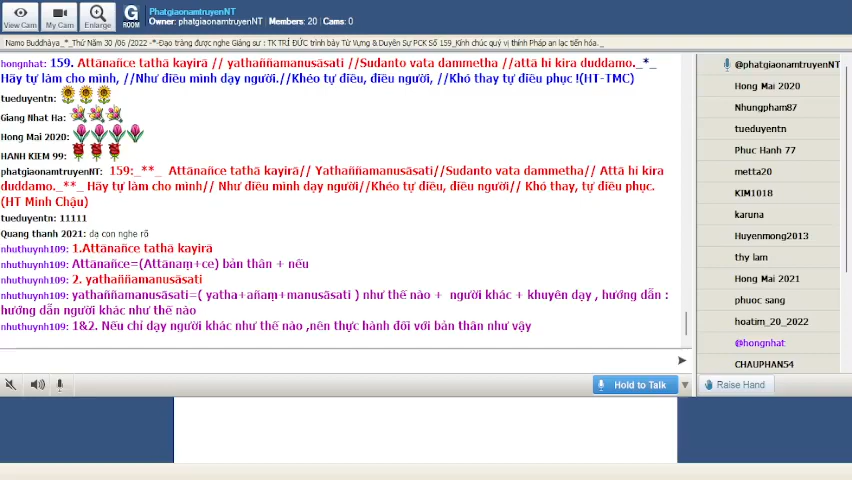 PhatgiaonamtruyenNT
Owner: phatgiaonamtruyenNT Members: 20 Cams: 0
View Cam
My Cam
Enlarge
G
ROOM
Namo Buddhàya_*_Thứ Năm 30 /06 /2022 -*-Đạo tràng được nghe Giảng sư : TK TRÍ ĐỨC trình bày Từ Vựng & Duyên Sự PCK Số 159_Kính chúc quý vị thính Pháp an lạc tiến hóa._
hongnhat: 159. Attānañce tathā kayirā // yathaññamanusāsati //Sudanto vata dammetha //attā hi kira duddamo._*_
Hãy tự làm cho mình, //Như điều mình dạy người.//Khéo tự điều, điều người, //Khó thay tự điều phục !(HT-TMC)
tueduyentn:
Giang Nhat Ha:
Hong Mai 2020:
HANH KIEM 99:
phatgiaonamtruyenNT: 159:_**_ Attānañce tathā kayirā// Yathaññamanusāsati//Sudanto vata dammetha// Attā hi kira
duddamo._**_ Hãy tự làm cho mình// Như điều mình dạy người//Khéo tự điều, điều người// Khó thay, tự điều phục.
(HT Minh Châu)
tueduyentn: 11111
Quang thanh 2021: dạ con nghe rõ
nhuthuynh109: 1.Attānañce tathā kayirā
nhuthuynh109: Attānañce=(Attānaṃ+ce) bản thân + nếu
nhuthuynh109: 2. yathaññamanusāsati
nhuthuynh109: yathaññamanusāsati=( yatha+añaṃ+manusāsati ) như thế nào + người khác + khuyên dạy , hướng dẫn :
hướng dẫn người khác như thế nào
nhuthuynh109: 1&2. Nếu chỉ dạy người khác như thế nào ,nên thực hành đối với bản thân như vậy
Hold to Talk
@phatgiaonamtruyenNT
Hong Mai 2020
Nhungpham87
tueduyentn
Phuc Hanh 77
metta20
KIM1018
karuna
Huyenmong2013
thy lam
Hong Mai 2021
phuoc sang
hoatim_20_2022
@hongnhat
CHAUPHAN54
Raise Hand